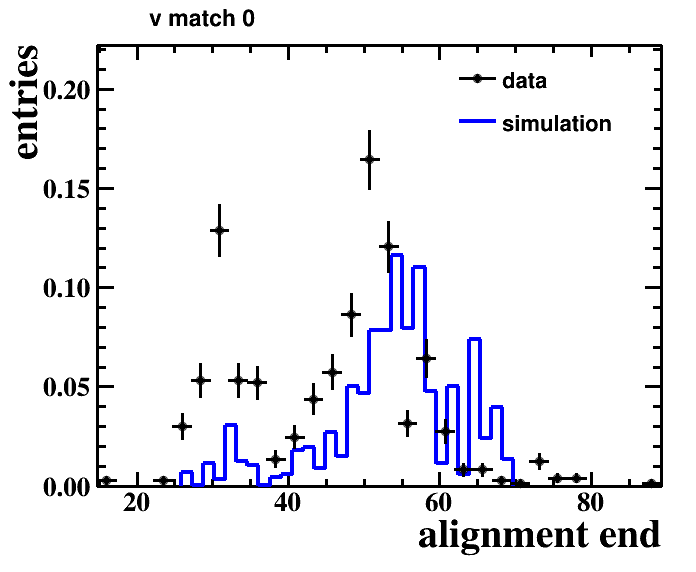 v match 0
entries
data
simulation
0.20
0.15
0.10
0.05
0.00
20 40 60 80
alignment end